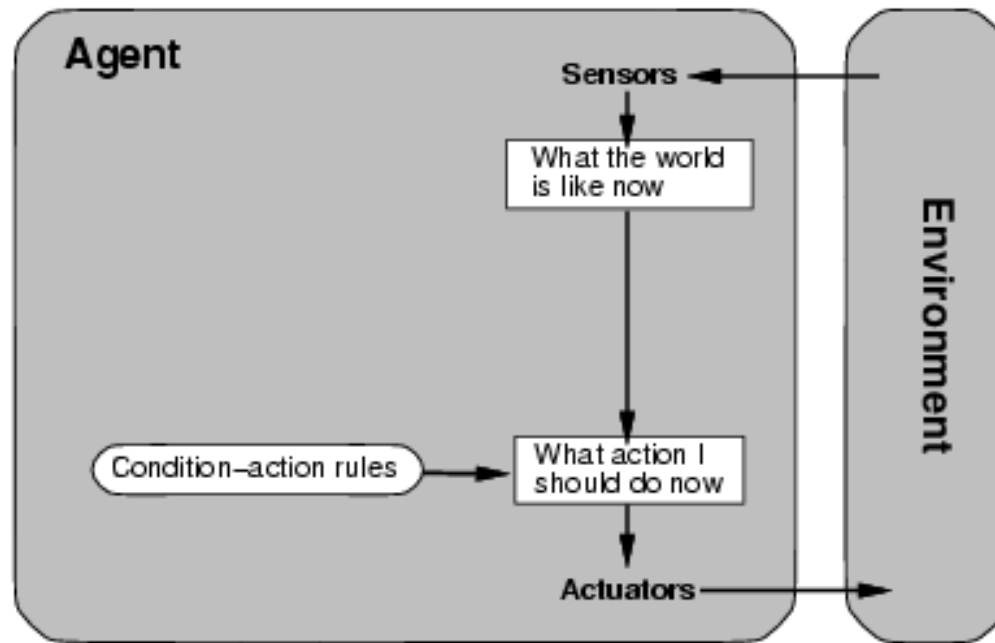 Agent
Sensors
What the world
is like now
Environment
Condition–action rules
What action I
should do now
Actuators